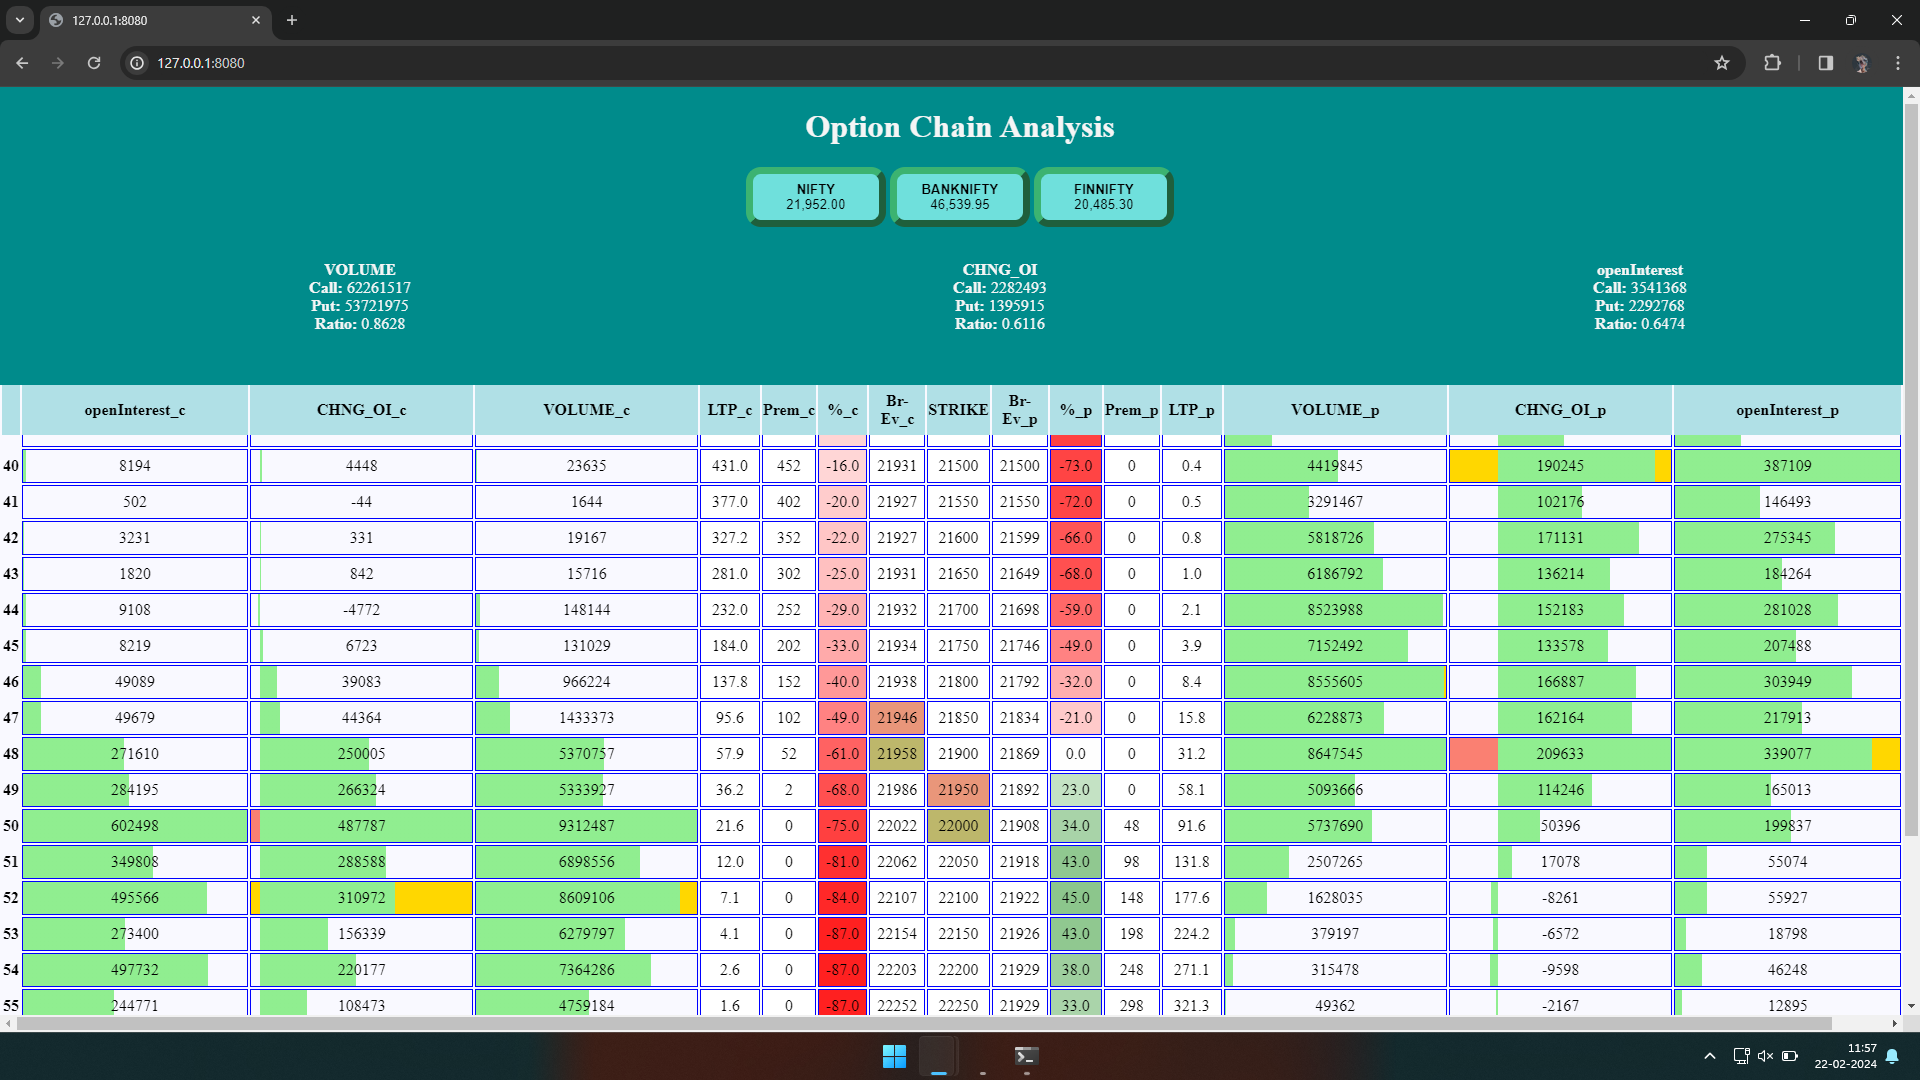 127.0.0.1:8080
127.0.0.1:8080
Option Chain Analysis
NIFTY BANKNIFTY FINNIFTY
21,952.00 46,539.95 20,485.30
VOLUME CHNG_OI openInterest
Call: 62261517 Call: 2282493 Call: 3541368
Put: 53721975 Put: 1395915 Put: 2292768
Ratio: 0.8628 Ratio: 0.6116 Ratio: 0.6474
openInterest_c CHNG_OI_c VOLUME_c LTP_c Prem_c %_c Br-Ev_c STRIKE Br-Ev_p %_p Prem_p LTP_p VOLUME_p CHNG_OI_p openInterest_p
40 8194 4448 23635 431.0 452 -16.0 21931 21500 21500 -73.0 0 0.4 4419845 190245 387109
41 502 -44 1644 377.0 402 -20.0 21927 21550 21550 -72.0 0 0.5 3291467 102176 146493
42 3231 331 19167 327.2 352 -22.0 21927 21600 21599 -66.0 0 0.8 5818726 171131 275345
43 1820 842 15716 281.0 302 -25.0 21931 21650 21649 -68.0 0 1.0 6186792 136214 184264
44 9108 -4772 148144 232.0 252 -29.0 21932 21700 21698 -59.0 0 2.1 8523988 152183 281028
45 8219 6723 131029 184.0 202 -33.0 21934 21750 21746 -49.0 0 3.9 7152492 133578 207488
46 49089 39083 966224 137.8 152 -40.0 21938 21800 21792 -32.0 0 8.4 8555605 166887 303949
47 49679 44364 1433373 95.6 102 -49.0 21946 21850 21834 -21.0 0 15.8 6228873 162164 217913
48 271610 250005 5370757 57.9 52 -61.0 21958 21900 21869 0.0 0 31.2 8647545 209633 339077
49 284195 266324 5333927 36.2 2 -68.0 21986 21950 21892 23.0 0 58.1 5093666 114246 165013
50 602498 487787 9312487 21.6 0 -75.0 22022 22000 21908 34.0 48 91.6 5737690 50396 199837
51 349808 288588 6898556 12.0 0 -81.0 22062 22050 21918 43.0 98 131.8 2507265 17078 55074
52 495566 310972 8609106 7.1 0 -84.0 22107 22100 21922 45.0 148 177.6 1628035 -8261 55927
53 273400 156339 6279797 4.1 0 -87.0 22154 22150 21926 43.0 198 224.2 379197 -6572 18798
54 497732 220177 7364286 2.6 0 -87.0 22203 22200 21929 38.0 248 271.1 315478 -9598 46248
55 244771 108473 4759184 1.6 0 -87.0 22252 22250 21929 33.0 298 321.3 49362 -2167 12895
11:57
22-02-2024